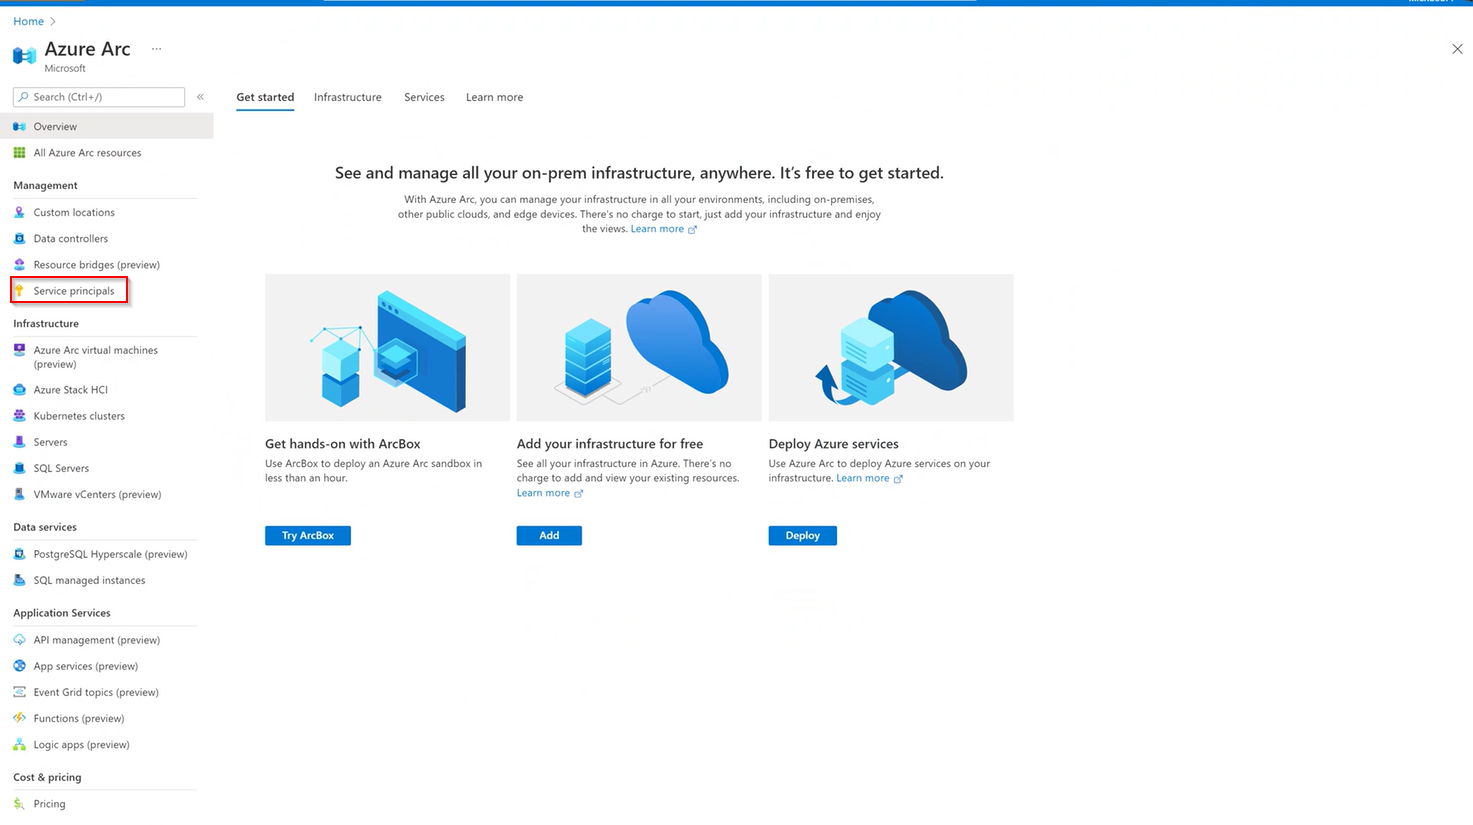 Home
Azure Arc
...
Microsoft
Search (Ctrl+/)
«
Overview
All Azure Arc resources
Management
Custom locations
Data controllers
Resource bridges (preview)
Service principals
Infrastructure
Azure Arc virtual machines
(preview)
Azure Stack HCI
Kubernetes clusters
Servers
SQL Servers
VMware vCenters (preview)
Data services
PostgreSQL Hyperscale (preview)
SQL managed instances
Application Services
API management (preview)
App services (preview)
Event Grid topics (preview)
Functions (preview)
Logic apps (preview)
Cost & pricing
Pricing
Get started Infrastructure Services Learn more
See and manage all your on-prem infrastructure, anywhere. It's free to get started.
With Azure Arc, you can manage your infrastructure in all your environments, including on-premises,
other public clouds, and edge devices. There's no charge to start, just add your infrastructure and enjoy
the views. Learn more
Get hands-on with ArcBox
Use ArcBox to deploy an Azure Arc sandbox in
less than an hour.
Try ArcBox
Add your infrastructure for free
See all your infrastructure in Azure. There's no
charge to add and view your existing resources.
Learn more
Add
Deploy Azure services
Use Azure Arc to deploy Azure services on your
infrastructure. Learn more
Deploy